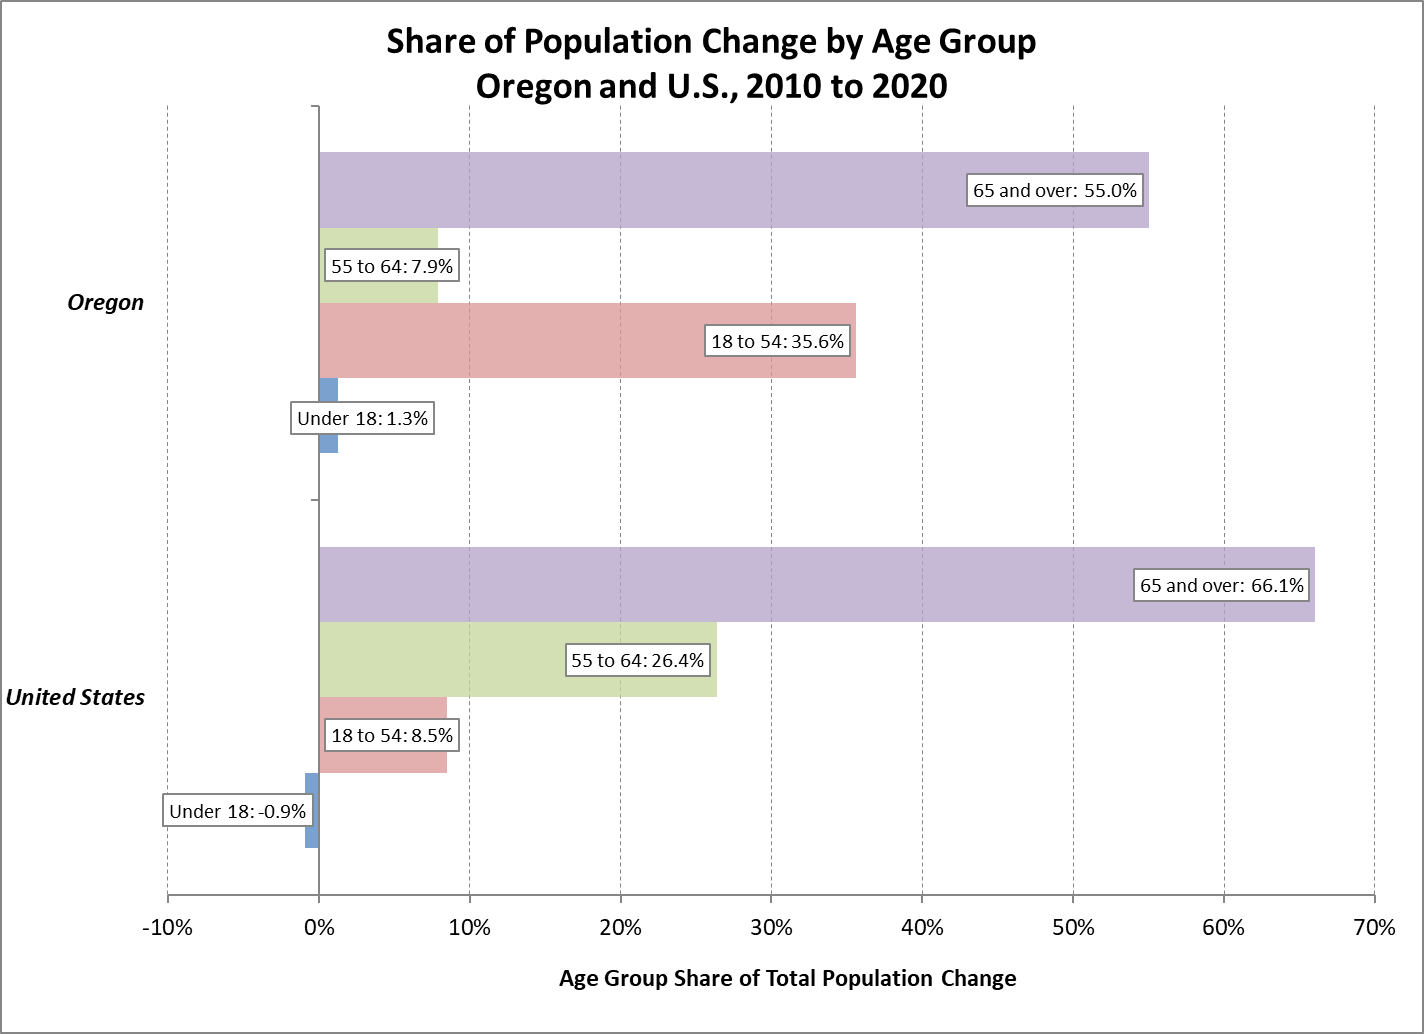 Share of Population Change by Age Group
Oregon and U.S., 2010 to 2020
65 and over: 55.0%
55 to 64: 7.9%
Oregon
18 to 54: 35.6%
Under 18: 1.3%
65 and over: 66.1%
55 to 64: 26.4%
United States
18 to 54: 8.5%
Under 18: -0.9%
-10% 0% 10% 20% 30% 40% 50% 60% 70%
Age Group Share of Total Population Change